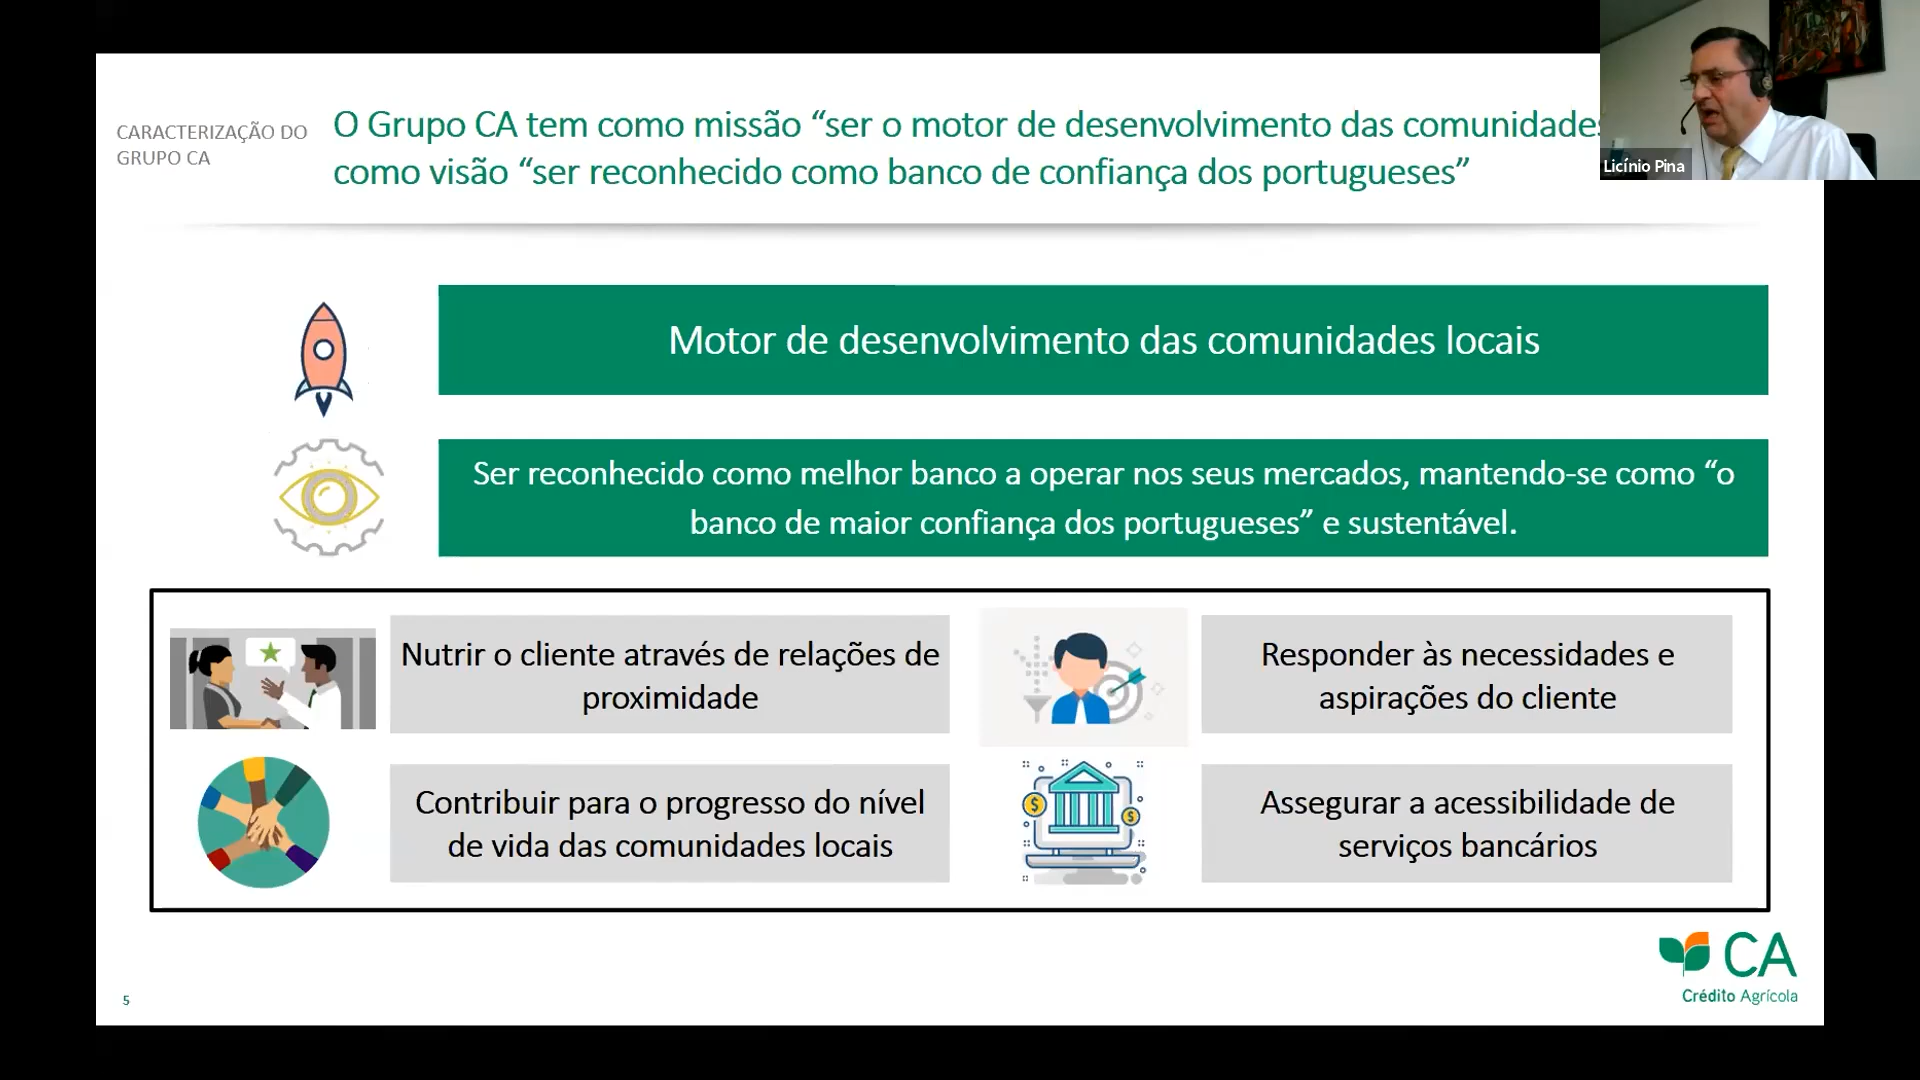 CARACTERIZAÇÃO DO
GRUPO CA
O Grupo CA tem como missão “ser o motor de desenvolvimento das comunidades
como visão “ser reconhecido como banco de confiança dos portugueses”
Licínio Pina
Motor de desenvolvimento das comunidades locais
Ser reconhecido como melhor banco a operar nos seus mercados, mantendo-se como “o
banco de maior confiança dos portugueses” e sustentável.
Nutrir o cliente através de relações de
proximidade
Responder às necessidades e
aspirações do cliente
Contribuir para o progresso do nível
de vida das comunidades locais
$
$
Assegurar a acessibilidade de
serviços bancários
CA
Crédito Agrícola
5